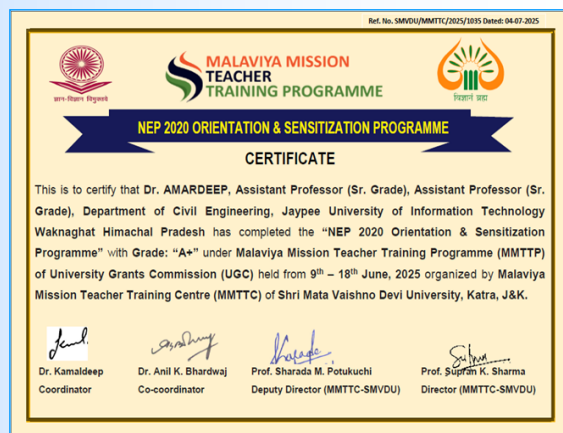 Ref. No. SMVDU/MMTTC/2025/1035 Dated: 04-07-2025
MALAVIYA MISSION
TEACHER
TRAINING PROGRAMME
ज्ञान-विज्ञान विमुक्तये
विज्ञानं ब्रह्म
NEP 2020 ORIENTATION & SENSITIZATION PROGRAMME
CERTIFICATE
This is to certify that Dr. AMARDEEP, Assistant Professor (Sr. Grade), Assistant Professor (Sr.
Grade), Department of Civil Engineering, Jaypee University of Information Technology
Waknaghat Himachal Pradesh has completed the “NEP 2020 Orientation & Sensitization
Programme” with Grade: “A+” under Malaviya Mission Teacher Training Programme (MMTTP)
of University Grants Commission (UGC) held from 9th – 18th June, 2025 organized by Malaviya
Mission Teacher Training Centre (MMTTC) of Shri Mata Vaishno Devi University, Katra, J&K.
Dr. Kamaldeep
Coordinator
Dr. Anil K. Bhardwaj
Co-coordinator
Prof. Sharada M. Potukuchi
Deputy Director (MMTTC-SMVDU)
Prof. Supran K. Sharma
Director (MMTTC-SMVDU)